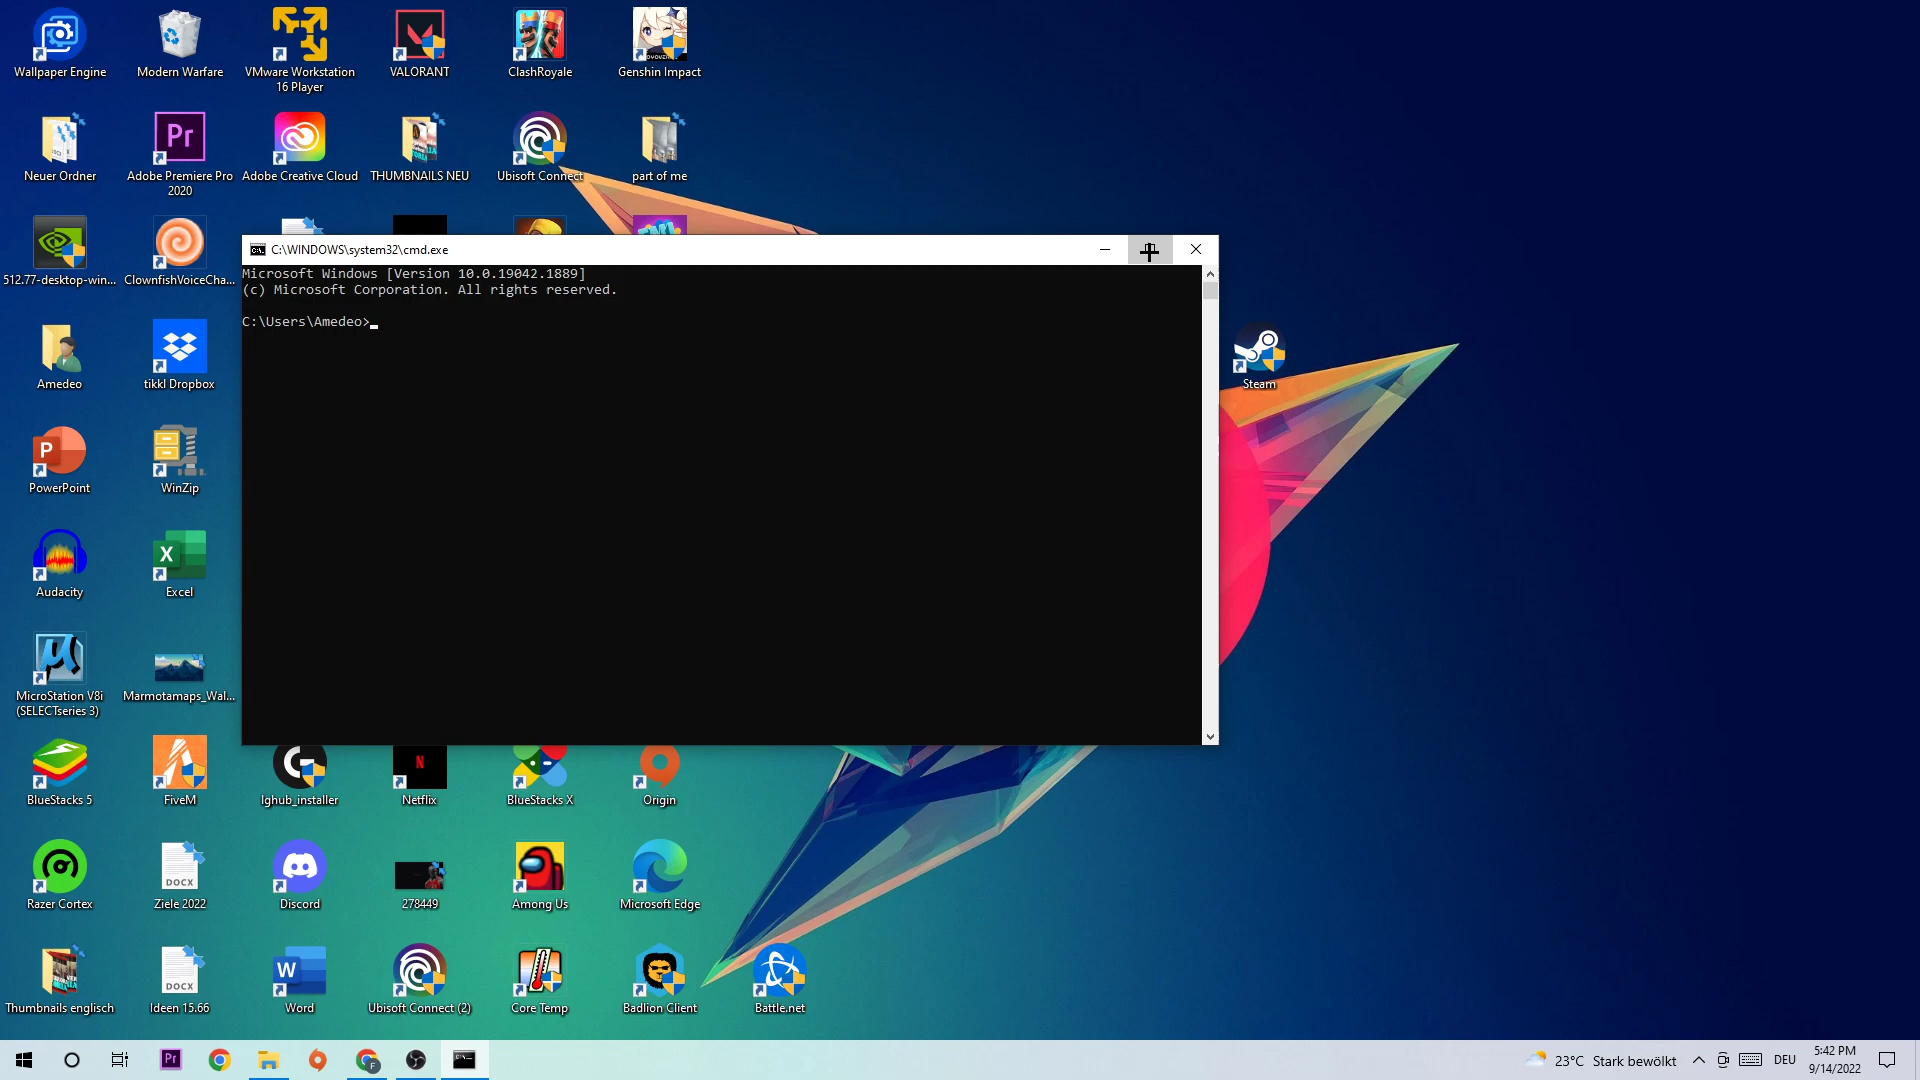 Wallpaper Engine
Modern Warfare
VMware Workstation
16 Player
VALORANT
ClashRoyale
Genshin Impact
Neuer Ordner
Adobe Premiere Pro
2020
Adobe Creative Cloud
THUMBNAILS NEU
Ubisoft Connect
part of me
512.77-desktop-win...
ClownfishVoiceCha...
C:\WINDOWS\system32\cmd.exe
Microsoft Windows [Version 10.0.19042.1889]
(c) Microsoft Corporation. All rights reserved.
C:\Users\Amedeo>
Amedeo
tikkl Dropbox
Steam
PowerPoint
WinZip
Audacity
Excel
MicroStation V8i
(SELECTseries 3)
Marmotamaps_Wal...
BlueStacks 5
FiveM
lghub_installer
Netflix
BlueStacks X
Origin
Razer Cortex
DOCX
Ziele 2022
Discord
278449
Among Us
Microsoft Edge
Thumbnails englisch
DOCX
Ideen 15.66
Word
Ubisoft Connect (2)
Core Temp
Badlion Client
Battle.net
23°C Stark bewölkt
DEU
5:42 PM
9/14/2022